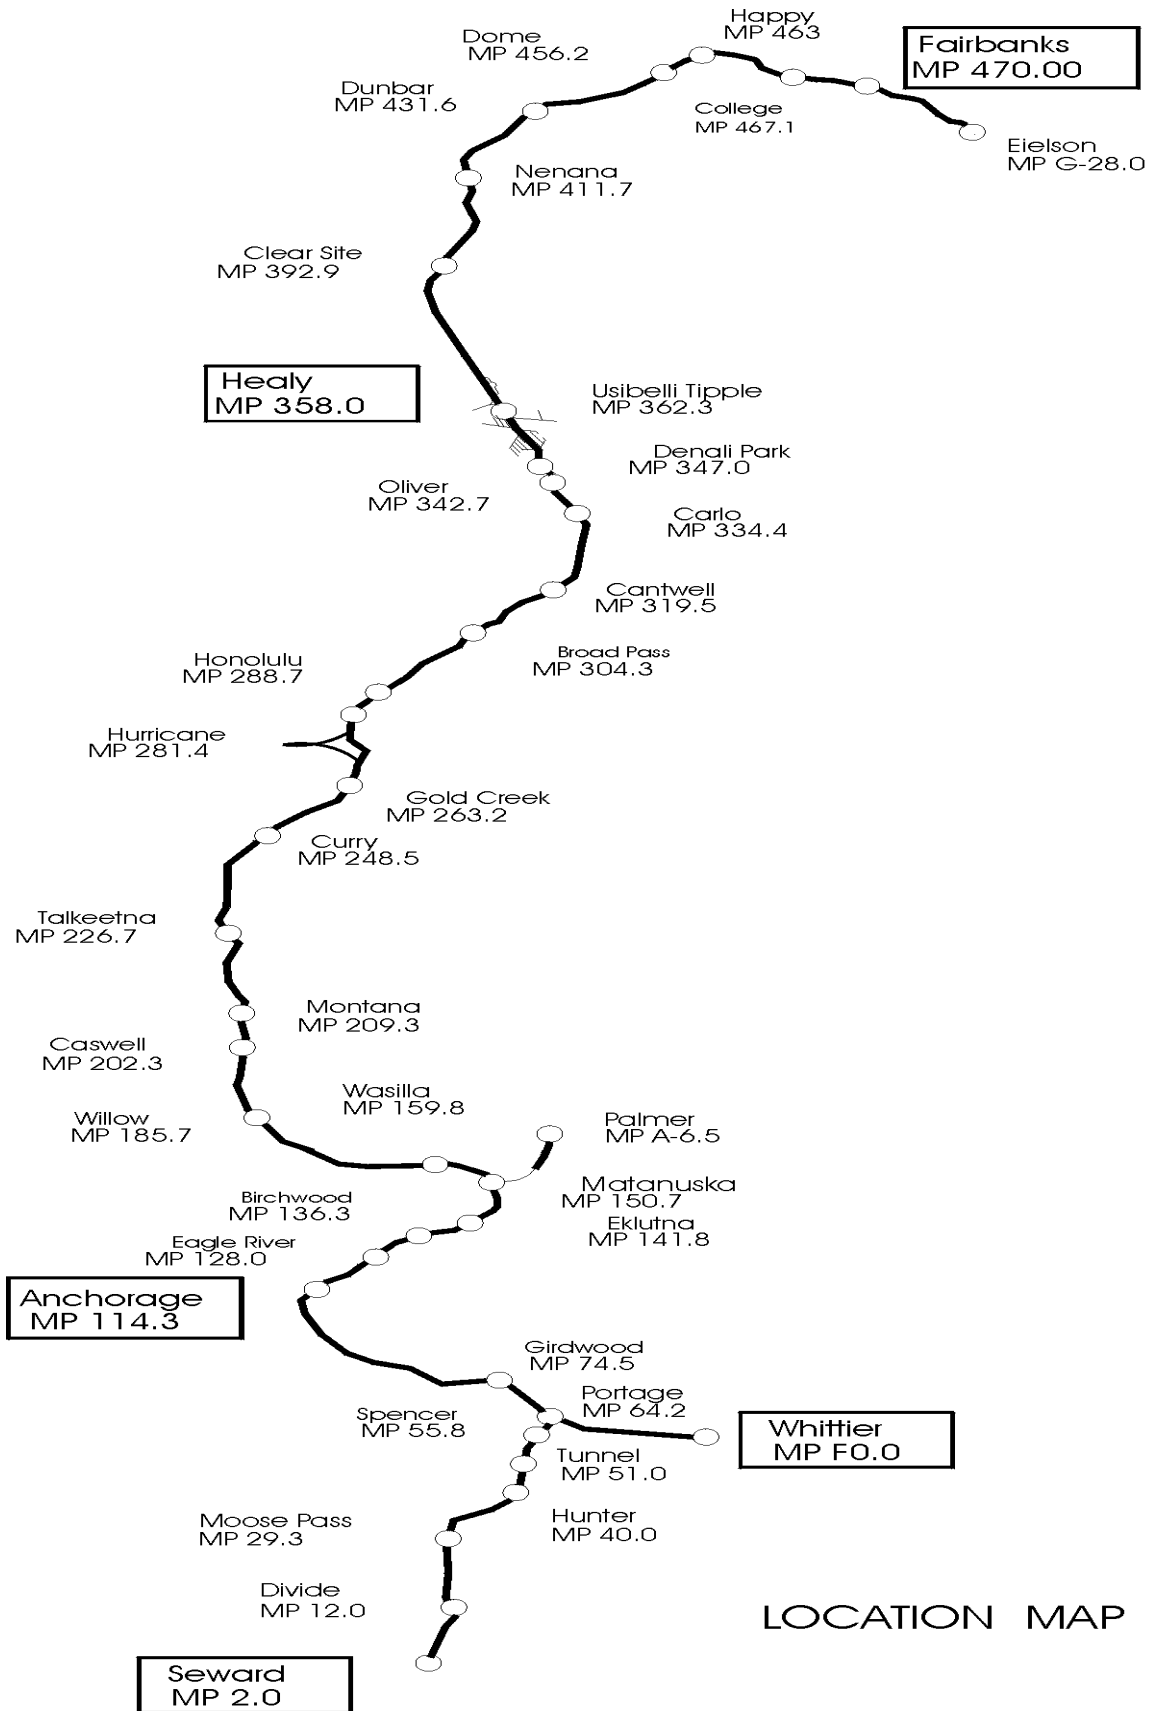 Happy
MP 463
Dome
MP 456.2
Fairbanks
MP 470.00
Dunbar
MP 431.6
College
MP 467.1
Eielson
MP G-28.0
Nenana
MP 411.7
Clear Site
MP 392.9
Healy
MP 358.0
Usibelli Tipple
MP 362.3
Denali Park
MP 347.0
Oliver
MP 342.7
Carlo
MP 334.4
Cantwell
MP 319.5
Broad Pass
MP 304.3
Honolulu
MP 288.7
Hurricane
MP 281.4
Gold Creek
MP 263.2
Curry
MP 248.5
Talkeetna
MP 226.7
Montana
MP 209.3
Caswell
MP 202.3
Wasilla
MP 159.8
Willow
MP 185.7
Palmer
MP A-6.5
Matanuska
MP 150.7
Birchwood
MP 136.3
Eklutna
MP 141.8
Eagle River
MP 128.0
Anchorage
MP 114.3
Girdwood
MP 74.5
Portage
MP 64.2
Spencer
MP 55.8
Whittier
MP F0.0
Tunnel
MP 51.0
Hunter
MP 40.0
Moose Pass
MP 29.3
Divide
MP 12.0
LOCATION MAP
Seward
MP 2.0